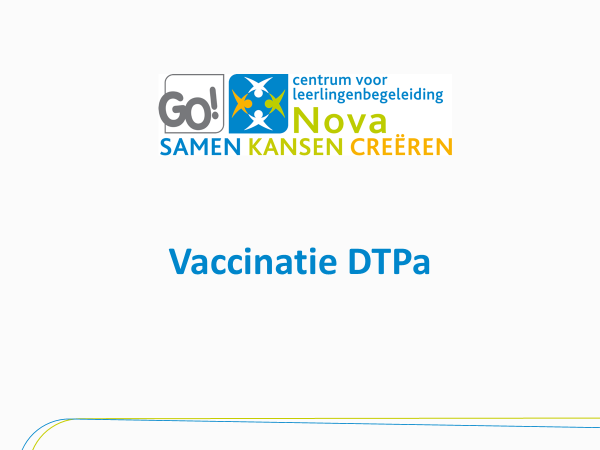 GO!
centrum voor
leerlingenbegeleiding
Nova
SAMEN KANSEN CREËREN
Vaccinatie DTPa